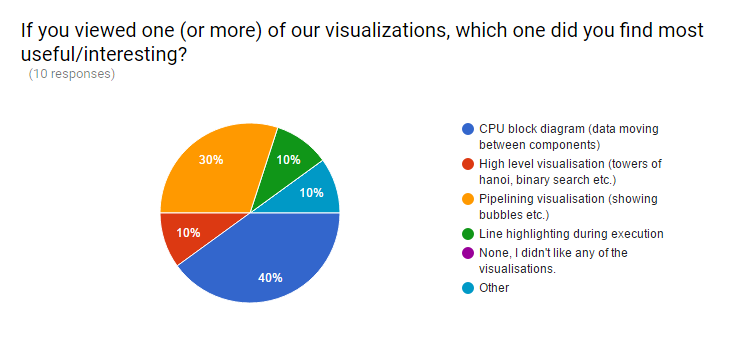 If you viewed one (or more) of our visualizations, which one did you find most
useful/interesting?
(10 responses)
30%
10%
10%
10%
40%
CPU block diagram (data moving
between components)
High level visualisation (towers of
hanoi, binary search etc.)
Pipelining visualisation (showing
bubbles etc.)
Line highlighting during execution
None, I didn't like any of the
visualisations.
Other